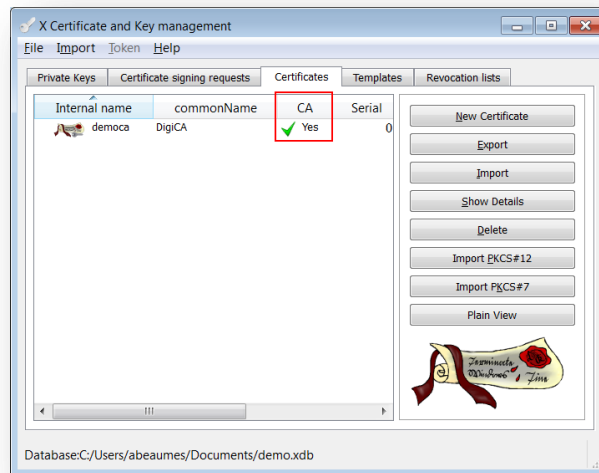 X Certificate and Key management
File Import Token Help
Private Keys Certificate signing requests Certificates Templates Revocation lists
Internal name commonName CA Serial
democa DigiCA Yes 0
New Certificate
Export
Import
Show Details
Delete
Import PKCS#12
Import PKCS#7
Plain View
Database:C:/Users/abeaumes/Documents/demo.xdb